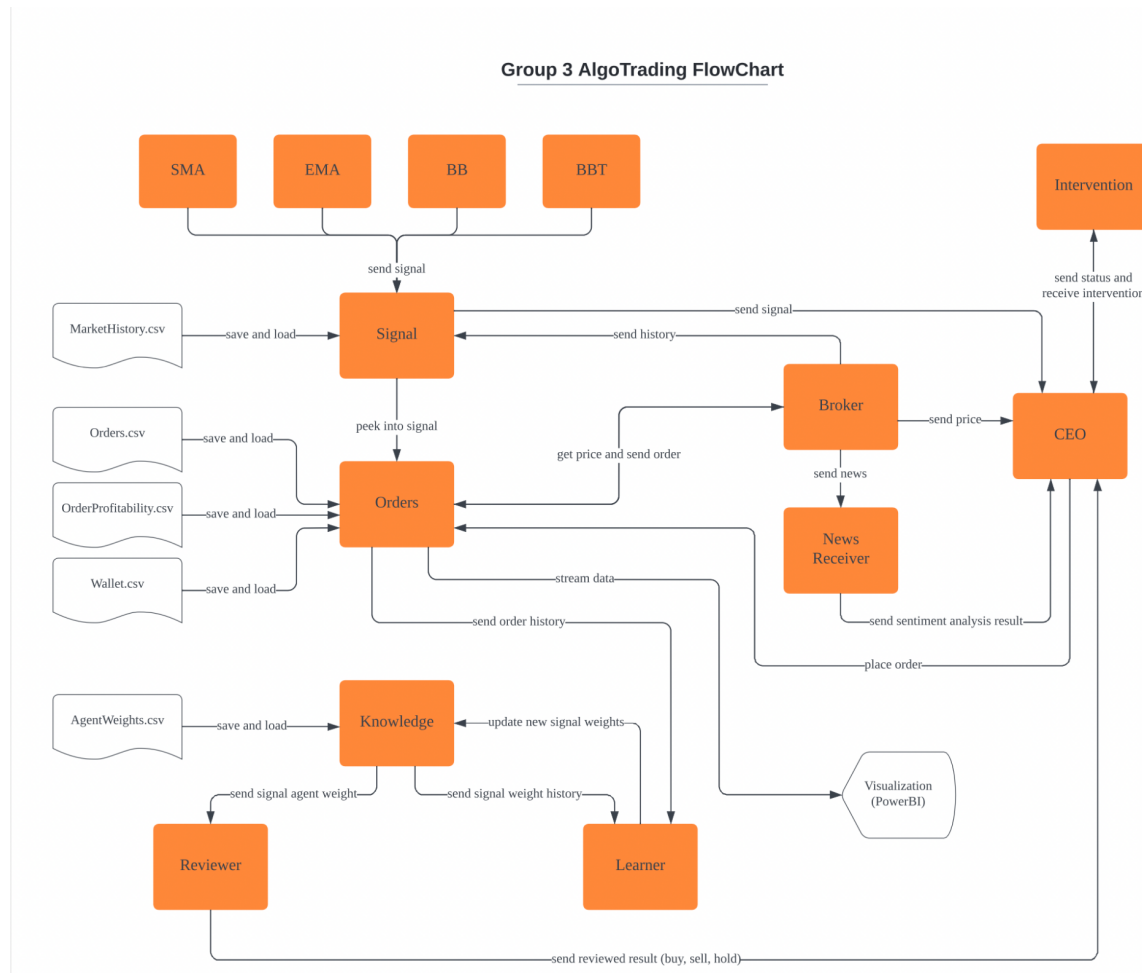 Group 3 AlgoTrading FlowChart
SMA
EMA
BB
BBT
Intervention
send signal
send status and
receive intervention
MarketHistory.csv
save and load
Signal
send signal
send history
Broker
send price
CEO
Orders.csv
save and load
peek into signal
get price and send order
send news
OrderProfitability.csv
save and load
Orders
News
Receiver
Wallet.csv
save and load
stream data
send order history
send sentiment analysis result
place order
AgentWeights.csv
save and load
Knowledge
update new signal weights
send signal agent weight
send signal weight history
Visualization
(PowerBI)
Reviewer
Learner
send reviewed result (buy, sell, hold)